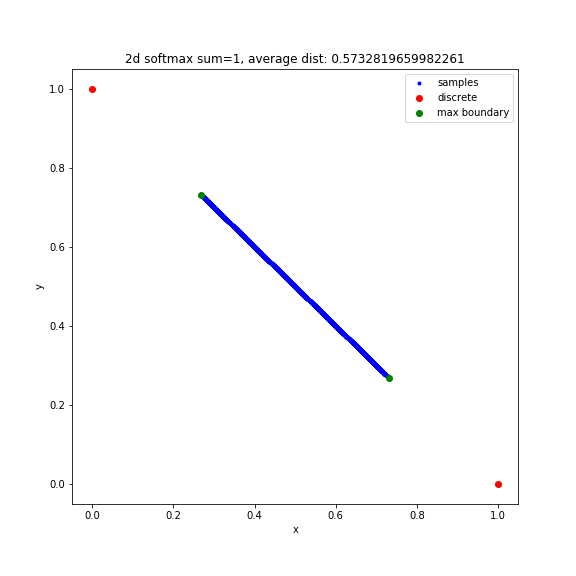 2d softmax sum=1, average dist: 0.5732819659982261
samples
discrete
max boundary
1.0
0.8
0.6
0.4
0.2
0.0
y
0.0 0.2 0.4 0.6 0.8 1.0
x